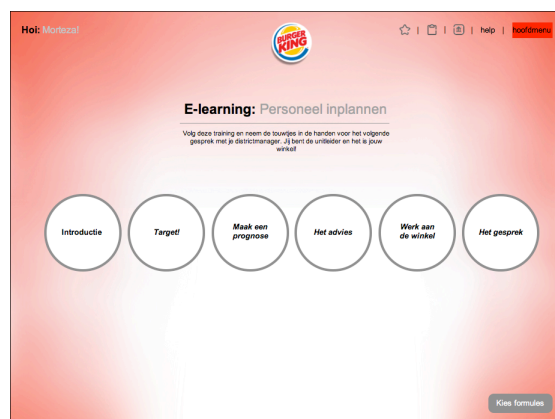 Hoi: Morteza!
BURGER
KING
| | | help | hoofdmenu
E-learning: Personeel inplannen
Volg deze training en neem de touwtjes in de handen voor het volgende
gesprek met je districtmanager. Jij bent de unitleider en het is jouw
winkel!
Introductie
Target!
Maak een
prognose
Het advies
Werk aan
de winkel
Het gesprek
Kies formules